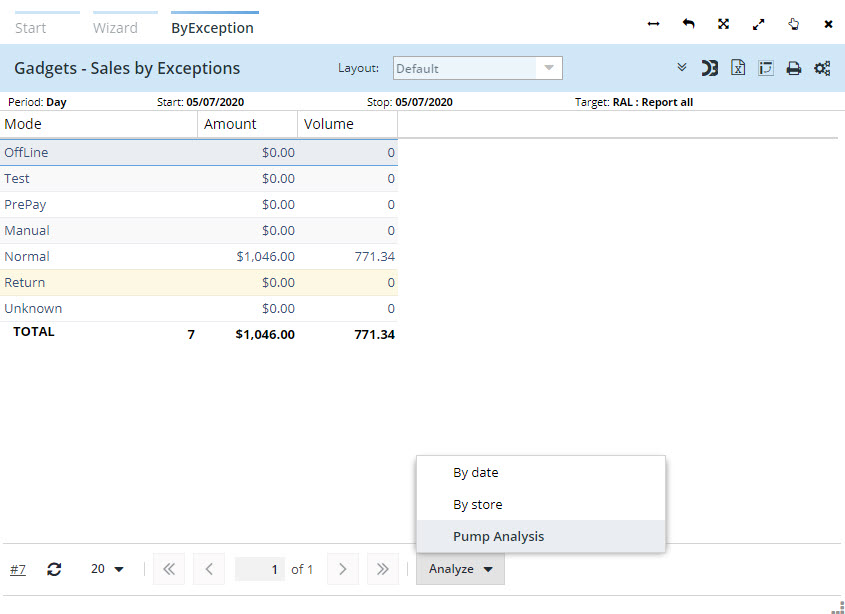 Start Wizard ByException
Gadgets - Sales by Exceptions Layout: Default
Period: Day Start: 05/07/2020 Stop: 05/07/2020 Target: RAL : Report all
Mode Amount Volume
OffLine $0.00 0
Test $0.00 0
PrePay $0.00 0
Manual $0.00 0
Normal $1,046.00 771.34
Return $0.00 0
Unknown $0.00 0
TOTAL 7 $1,046.00 771.34
By date
By store
Pump Analysis
#7 20 1 of 1 Analyze